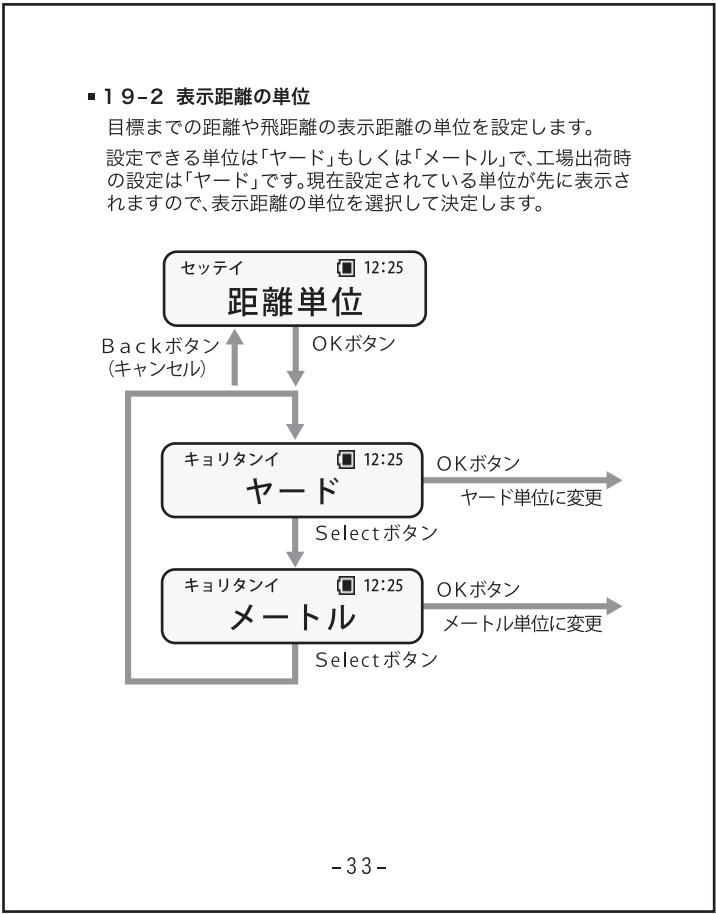 ▪19-2 表示距離の単位
目標までの距離や飛距離の表示距離の単位を設定します。
設定できる単位は｢ヤード｣もしくは｢メートル｣で､工場出荷時
の設定は｢ヤード｣です｡現在設定されている単位が先に表示さ
れますので､表示距離の単位を選択して決定します。
セッテイ 12:25
距離単位
Backボタン
(キャンセル)
OKボタン
キョリタンイ 12:25
ヤード
OKボタン
ヤード単位に変更
Selectボタン
キョリタンイ 12:25
メートル
OKボタン
メートル単位に変更
Selectボタン
-33-